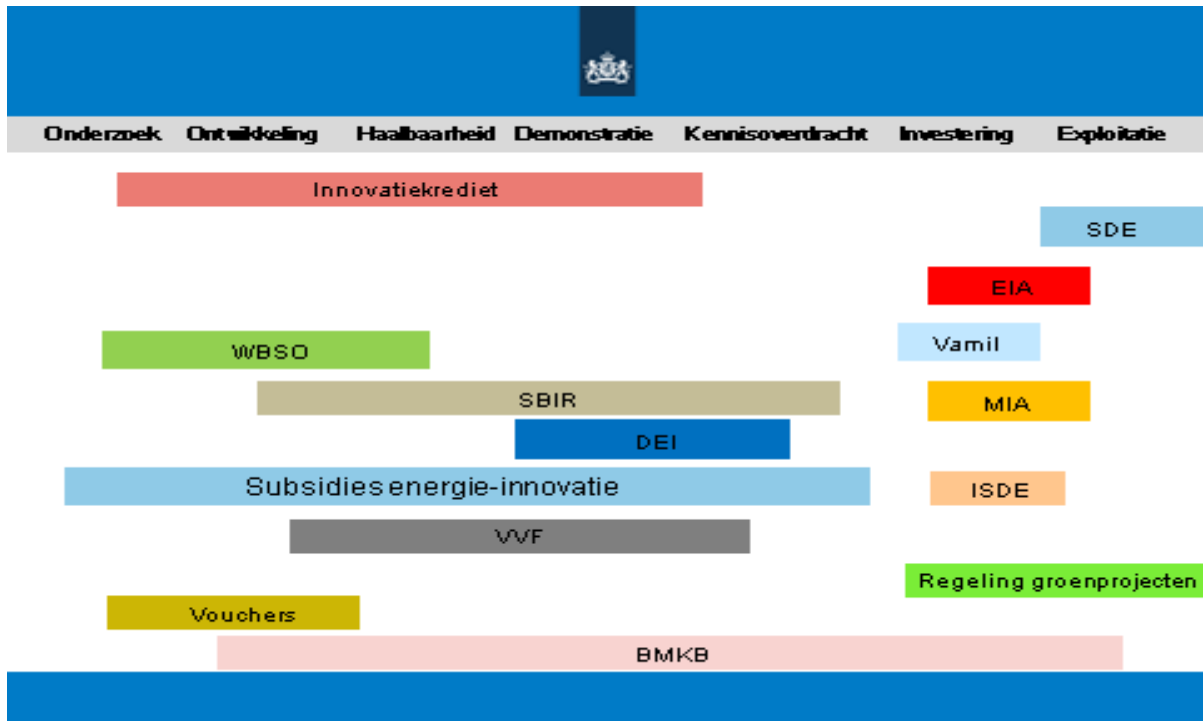 Onderzoek Ontwikkeling Haalbaarheid Demonstratie Kennisoverdracht Investering Exploitatie
Innovatiekrediet
SDE
EIA
WBSO
Vamil
SBIR
MIA
DEI
Subsidies energie-innovatie
ISDE
VVF
Regeling groenprojecten
Vouchers
BMKB